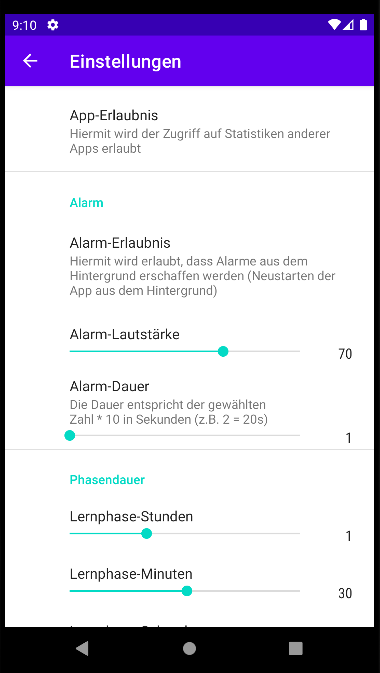 9:10
Einstellungen
App-Erlaubnis
Hiermit wird der Zugriff auf Statistiken anderer
Apps erlaubt
Alarm
Alarm-Erlaubnis
Hiermit wird erlaubt, dass Alarme aus dem
Hintergrund erschaffen werden (Neustarten der
App aus dem Hintergrund)
Alarm-Lautstärke
70
Alarm-Dauer
Die Dauer entspricht der gewählten
Zahl * 10 in Sekunden (z.B. 2 = 20s)
1
Phasendauer
Lernphase-Stunden
1
Lernphase-Minuten
30